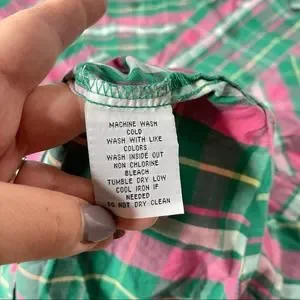 MACHINE WASH
COLD
WASH WITH LIKE
COLORS
WASH INSIDE OUT
NON CHLORINE
BLEACH
TUMBLE DRY LOW
COOL IRON IF
NEEDED
DO NOT DRY CLEAN